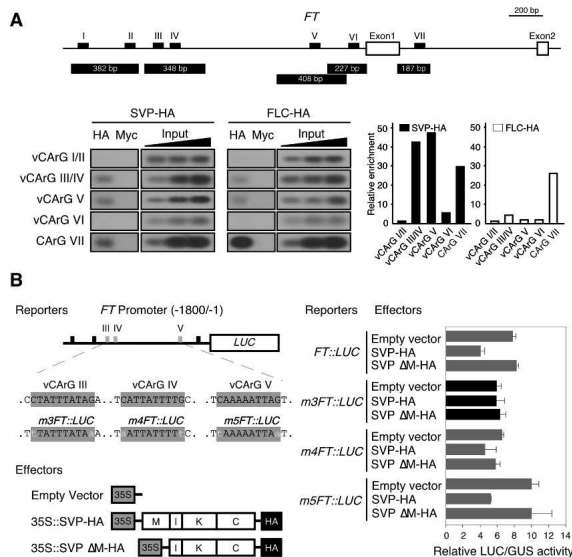 A
FT
200 bp
I II III IV V VI Exon1 VII Exon2
382 bp 348 bp 408 bp 227 bp 187 bp
SVP-HA FLC-HA
HA Myc Input HA Myc Input
vCArG I/II
vCArG III/IV
vCArG V
vCArG VI
CArG VII
Relative enrichment
50
40
30
20
10
0
SVP-HA
vCArG I/II
vCArG III/IV
vCArG V
vCArG VI
CArG VII
50
40
30
20
10
0
FLC-HA
vCArG I/II
vCArG III/IV
vCArG V
vCArG VI
CArG VII
B
Reporters FT Promoter (-1800/-1)
III IV V LUC
vCArG III vCArG IV vCArG V
..CCTATTTATAG..TCATTATTTTGC..TCAAAAATTAGT..
m3FT::LUC m4FT::LUC m5FT::LUC
Effectors
Empty Vector 35S
35S::SVP-HA 35S M I K C HA
35S::SVP ΔM-HA 35S I K C HA
Reporters Effectors
FT::LUC
Empty vector
SVP-HA
SVP ΔM-HA
m3FT::LUC
Empty vector
SVP-HA
SVP ΔM-HA
m4FT::LUC
Empty vector
SVP-HA
SVP ΔM-HA
m5FT::LUC
Empty vector
SVP-HA
SVP ΔM-HA
0 2 4 6 8 10 12 14
Relative LUC/GUS activity